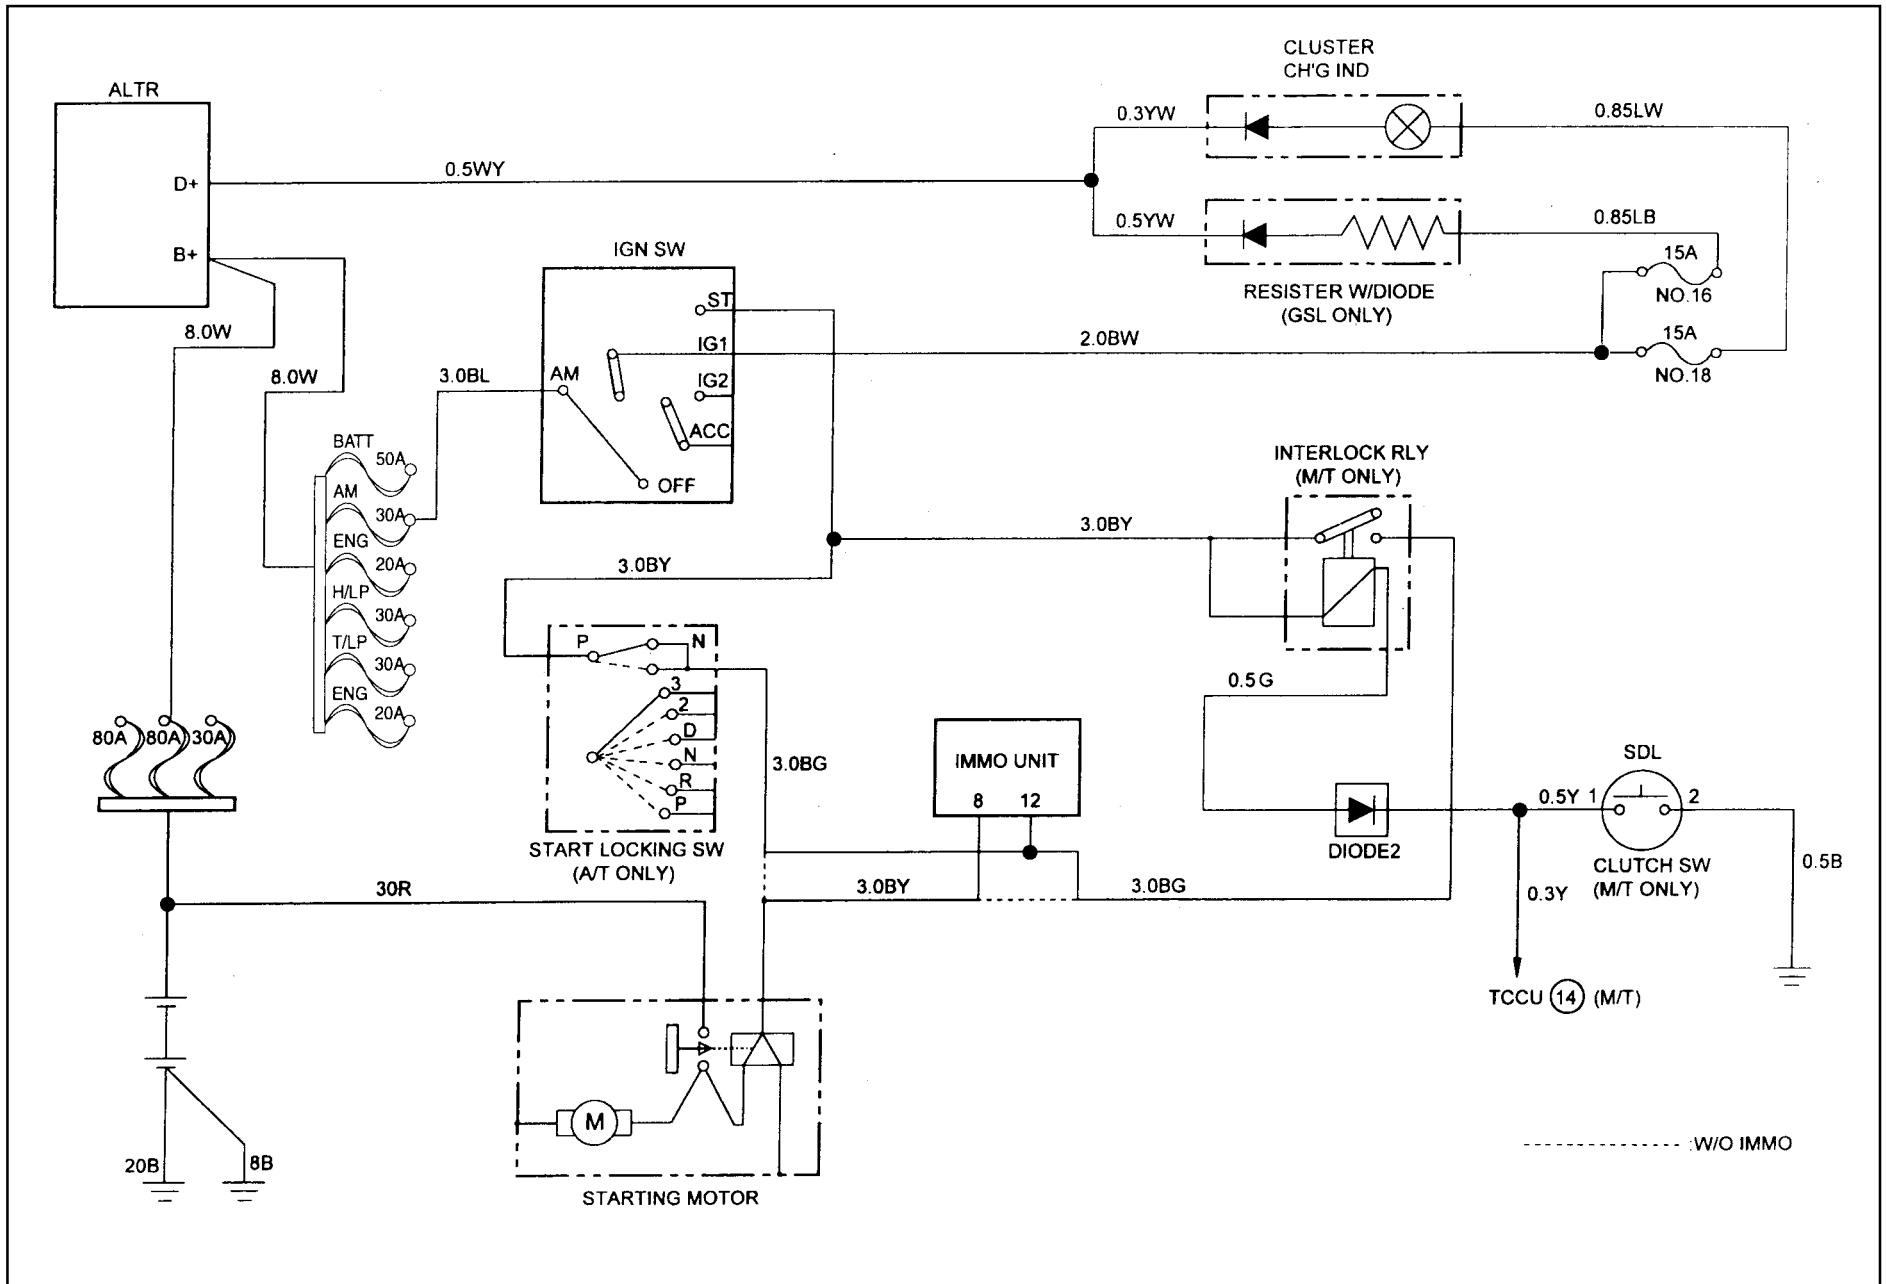 CLUSTER
CH'G IND
ALTR
0.3YW
0.85LW
D+
0.5WY
0.5YW
0.85LB
B+
IGN SW
15A
NO.16
RESISTER W/DIODE
(GSL ONLY)
ST
8.0W
IG1
2.0BW
15A
NO.18
8.0W
3.0BL
AM
IG2
ACC
OFF
BATT
50A
AM
30A
ENG
20A
H/LP
30A
T/LP
30A
ENG
20A
INTERLOCK RLY
(M/T ONLY)
3.0BY
3.0BY
P
N
3
2
D
N
R
P
3.0BG
START LOCKING SW
(A/T ONLY)
0.5G
80A
80A
30A
IMMO UNIT
8
12
SDL
0.5Y
1
2
DIODE2
CLUTCH SW
(M/T ONLY)
0.5B
30R
3.0BY
3.0BG
0.3Y
TCCU 14 (M/T)
M
20B
8B
STARTING MOTOR
:W/O IMMO